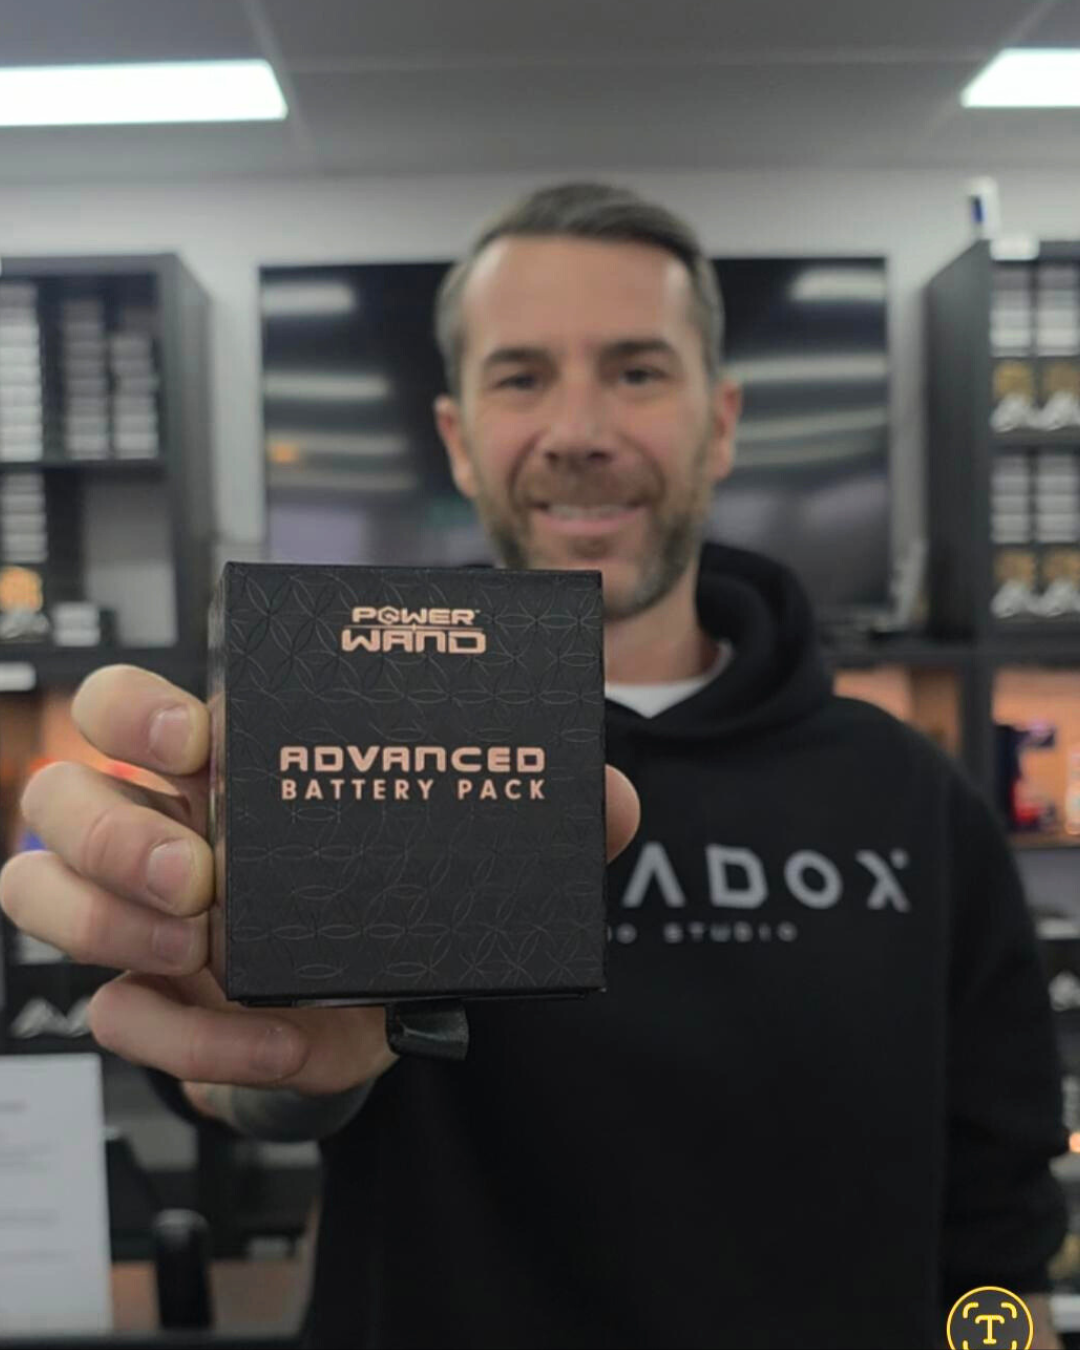 POWER
WAND
ADVANCED
BATTERY PACK
ADOX
STUDIO